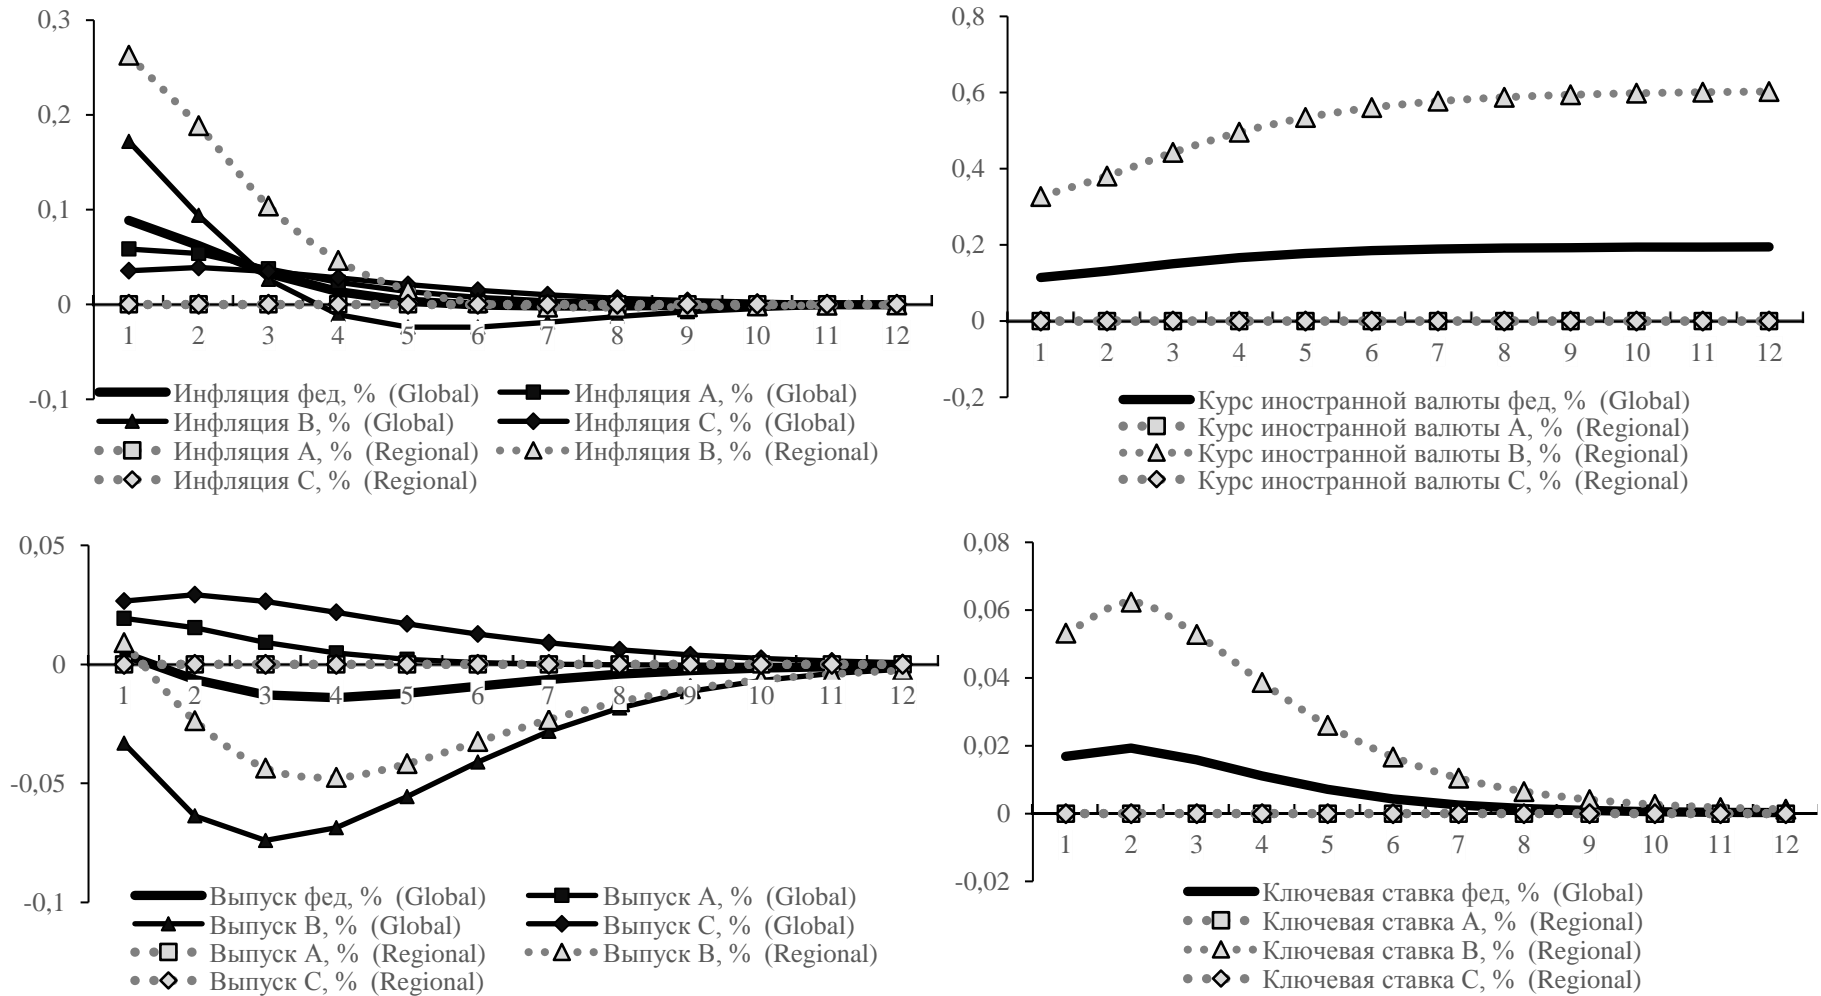 0,3
0,2
0,1
0
-0,1
1 2 3 4 5 6 7 8 9 10 11 12
Инфляция фед, % (Global)
Инфляция A, % (Global)
Инфляция B, % (Global)
Инфляция C, % (Global)
Инфляция A, % (Regional)
Инфляция B, % (Regional)
Инфляция C, % (Regional)
0,8
0,6
0,4
0,2
0
-0,2
1 2 3 4 5 6 7 8 9 10 11 12
Курс иностранной валюты фед, % (Global)
Курс иностранной валюты A, % (Regional)
Курс иностранной валюты B, % (Regional)
Курс иностранной валюты C, % (Regional)
0,05
0
-0,05
-0,1
1 2 3 4 5 6 7 8 9 10 11 12
Выпуск фед, % (Global)
Выпуск A, % (Global)
Выпуск B, % (Global)
Выпуск C, % (Global)
Выпуск A, % (Regional)
Выпуск B, % (Regional)
Выпуск C, % (Regional)
0,08
0,06
0,04
0,02
0
-0,02
1 2 3 4 5 6 7 8 9 10 11 12
Ключевая ставка фед, % (Global)
Ключевая ставка A, % (Regional)
Ключевая ставка B, % (Regional)
Ключевая ставка C, % (Regional)